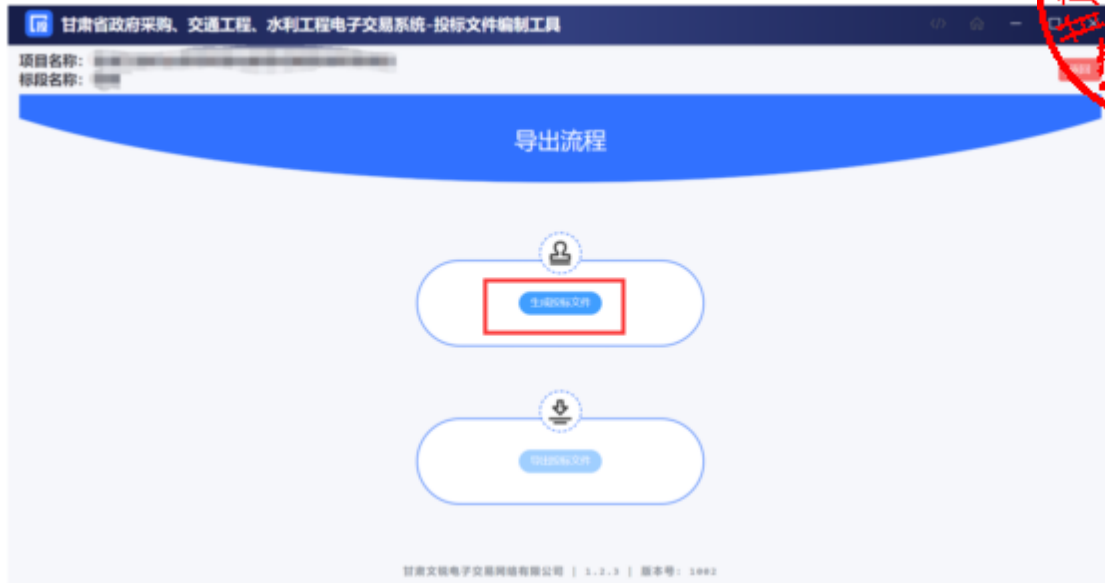 甘肃省政府采购、交通工程、水利工程电子交易系统-投标文件编制工具
项目名称：
标段名称：
导出流程
生成投标文件
导出投标文件
甘肃文锐电子交易网络有限公司 | 1.2.3 | 版本号: 1002